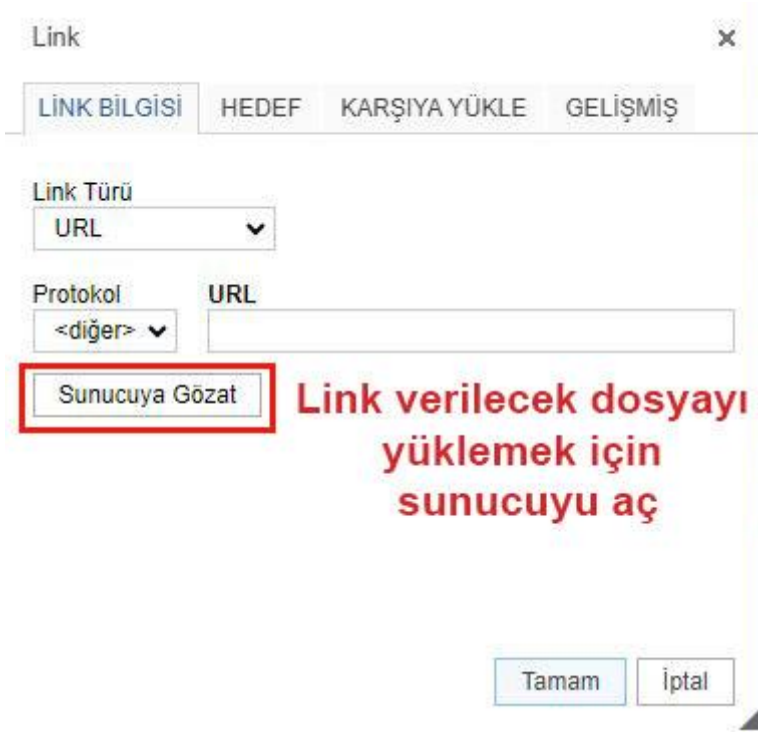 Link
LİNK BİLGİSİ HEDEF KARŞIYA YÜKLE GELİŞMİŞ
Link Türü
URL
Protokol URL
<diğer>
Sunucuya Gözat
Link verilecek dosyayı
yüklemek için
sunucuyu aç
Tamam İptal